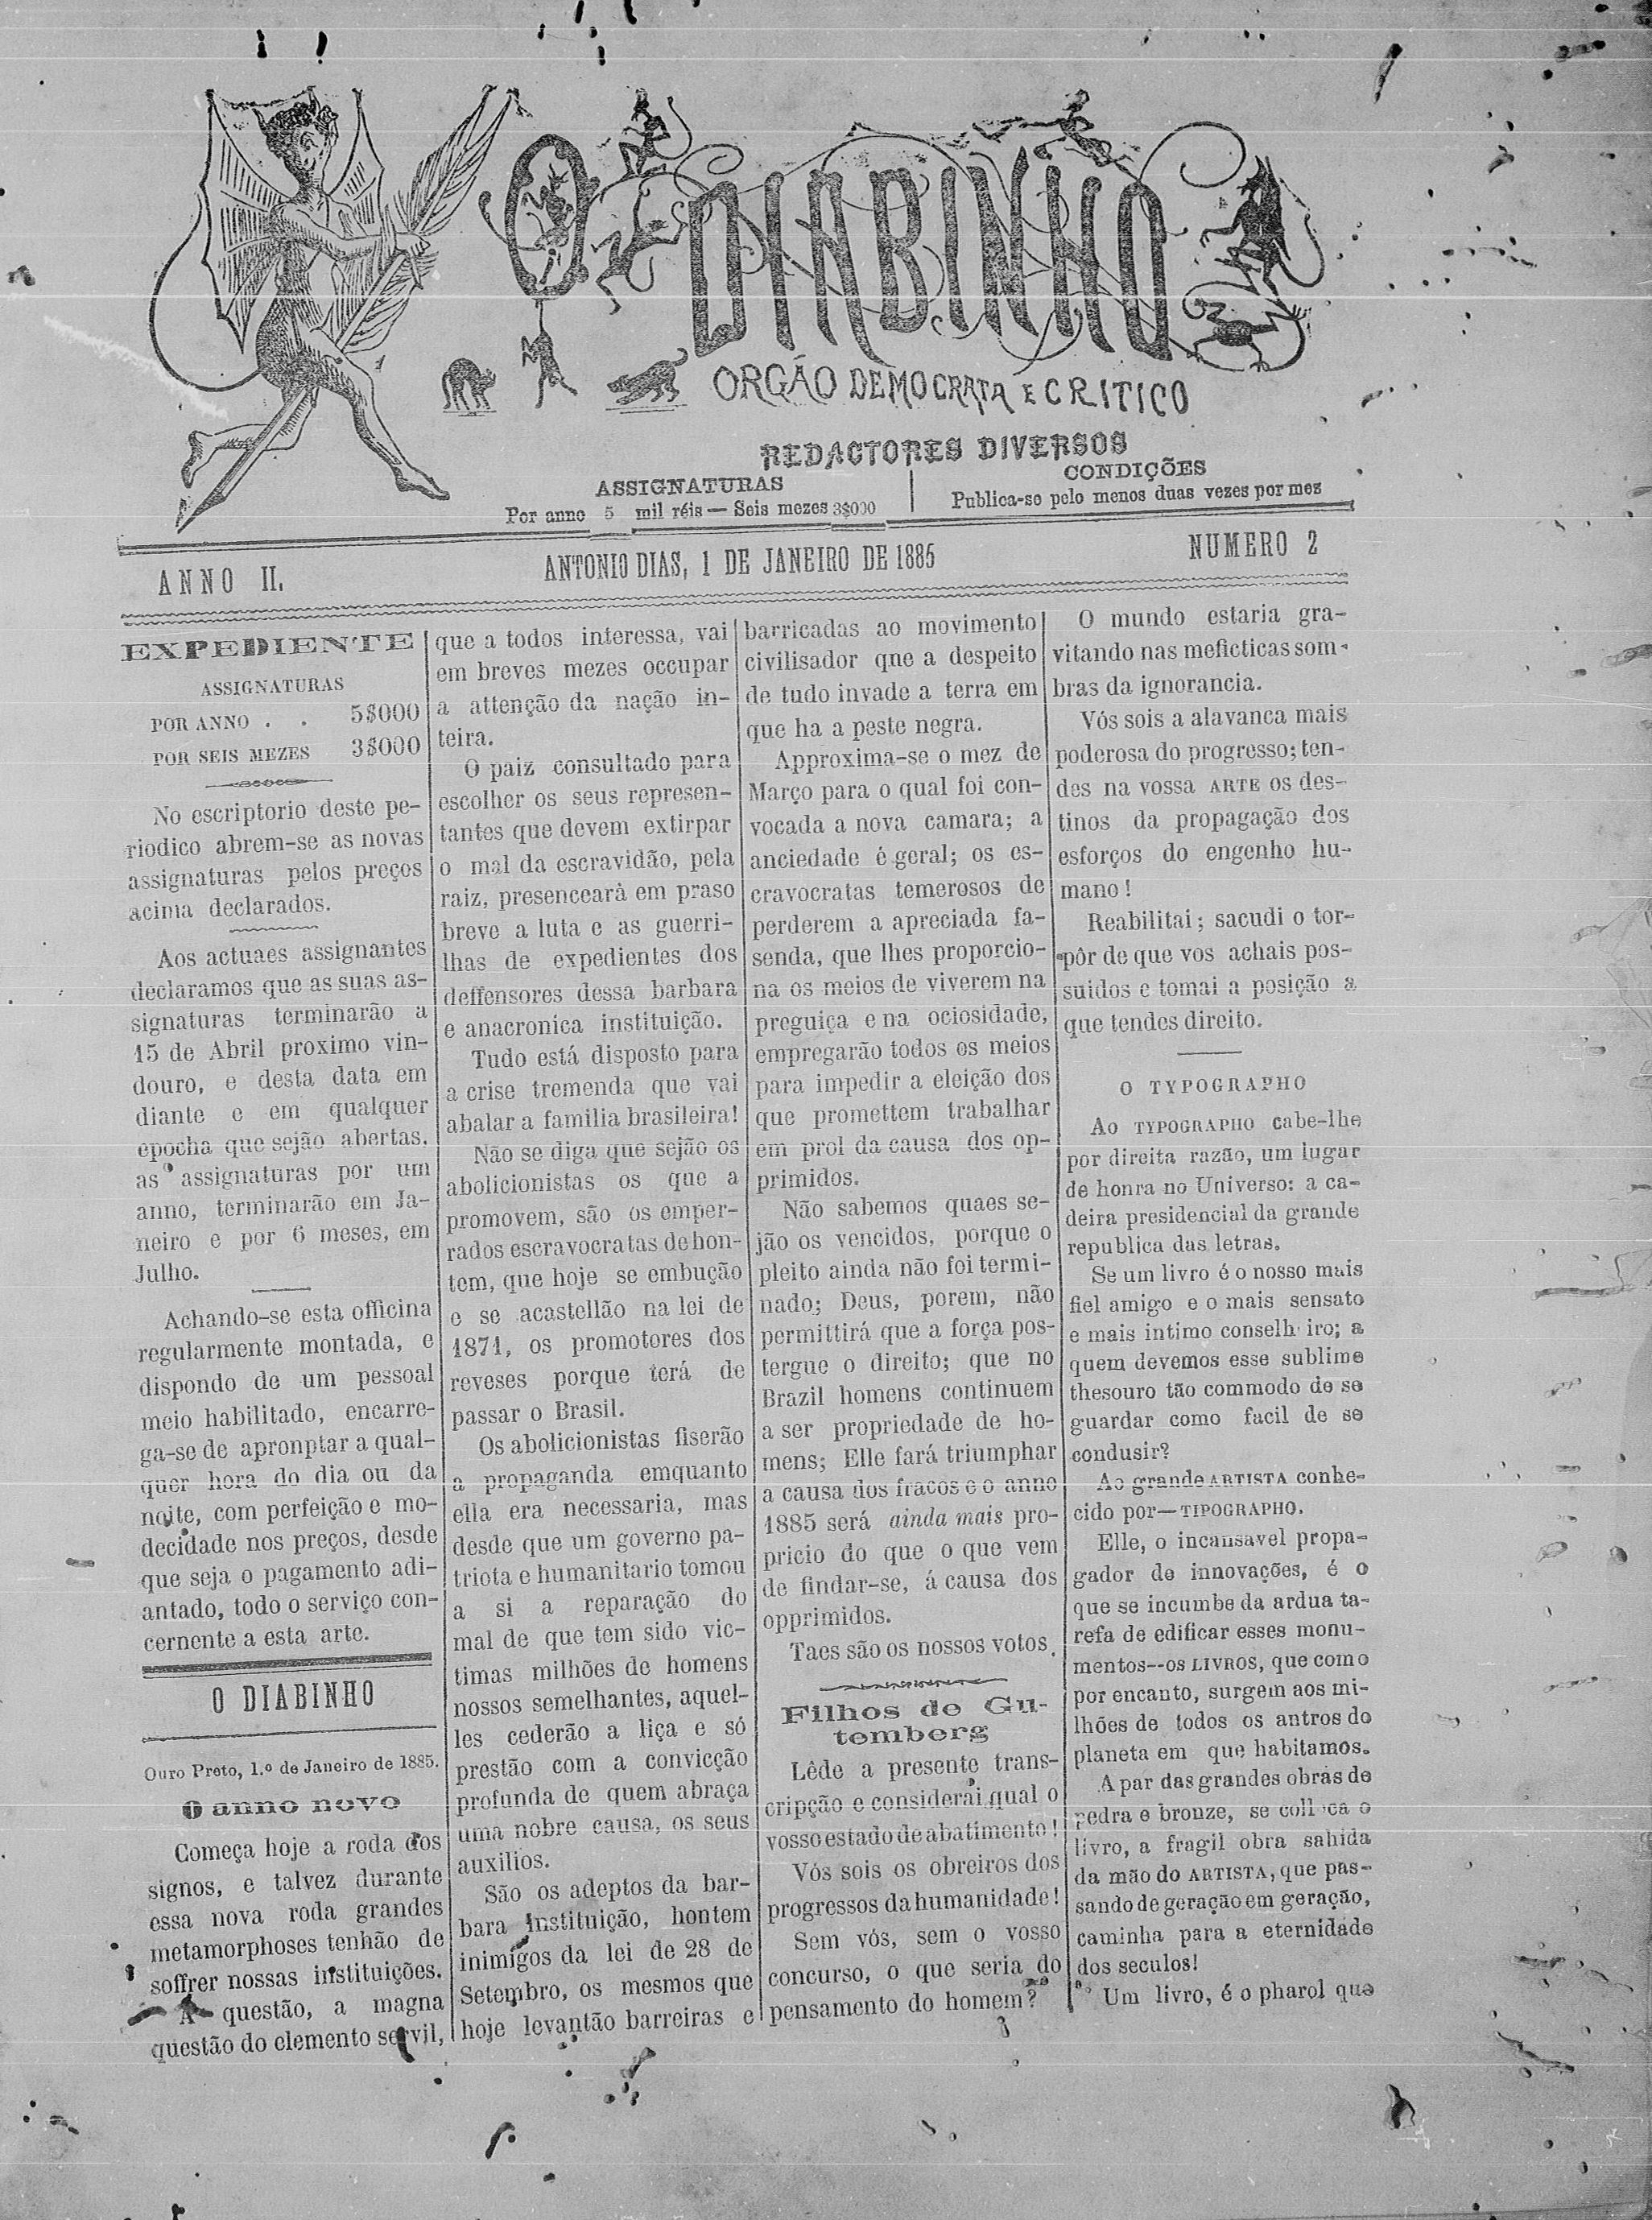 O DIABINHO
ORGÃO DEMOCRATA E CRITICO
REDACTORES DIVERSOS
ASSIGNATURAS
Por anno 5 mil réis — Seis mezes 3$000
CONDIÇÕES
Publica-se pelo menos duas vezes por mez
ANNO II.
ANTONIO DIAS, 1 DE JANEIRO DE 1885
NUMERO 2
EXPEDIENTE
ASSIGNATURAS
POR ANNO . . 5$000
POR SEIS MEZES 3$000
No escriptorio deste pe-
riodico abrem-se as novas
assignaturas pelos preços
acima declarados.
Aos actuaes assignantes
declaramos que as suas as-
signaturas terminarão a
15 de Abril proximo vin-
douro, e desta data em
diante e em qualquer
epocha que sejão abertas,
as assignaturas por um
anno, terminarão em Ja-
neiro e por 6 meses, em
Julho.
Achando-se esta officina
regularmente montada, e
dispondo de um pessoal
meio habilitado, encarre-
ga-se de apronptar a qual-
quer hora do dia ou da
noite, com perfeição e mo-
decidade nos preços, desde
que seja o pagamento adi-
antado, todo o serviço con-
cernente a esta arte.
O DIABINHO
Ouro Preto, 1.º de Janeiro de 1885.
O anno novo
Começa hoje a roda dos
signos, e talvez durante
essa nova roda grandes
metamorphoses tenhão de
soffrer nossas instituições.
A questão, a magna
questão do elemento servil,
que a todos interessa, vai
em breves mezes occupar
a attenção da nação in-
teira.
O paiz consultado para
escolher os seus represen-
tantes que devem extirpar
o mal da escravidão, pela
raiz, presenceará em praso
breve a luta e as guerri-
lhas de expedientes dos
deffensores dessa barbara
e anacronica instituição.
Tudo está disposto para
a crise tremenda que vai
abalar a familia brasileira!
Não se diga que sejão os
abolicionistas os que a
promovem, são os emper-
rados escravocratas de hon-
tem, que hoje se embução
e se acastellão na lei de
1871, os promotores dos
reveses porque terá de
passar o Brasil.
Os abolicionistas fiserão
a propaganda emquanto
ella era necessaria, mas
desde que um governo pa-
triota e humanitario tomou
a si a reparação do
mal de que tem sido vic-
timas milhões de homens
nossos semelhantes, aquel-
les cederão a liça e só
prestão com a convicção
profunda de quem abraça
uma nobre causa, os seus
auxilios.
São os adeptos da bar-
bara instituição, hontem
inimigos da lei de 28 de
Setembro, os mesmos que
hoje levantão barreiras e
barricadas ao movimento
civilisador qne a despeito
de tudo invade a terra em
que ha a peste negra.
Approxima-se o mez de
Março para o qual foi con-
vocada a nova camara; a
anciedade é geral; os es-
cravocratas temerosos de
perderem a apreciada fa-
senda, que lhes proporcio-
na os meios de viverem na
preguiça e na ociosidade,
empregarão todos os meios
para impedir a eleição dos
que promettem trabalhar
em prol da causa dos op-
primidos.
Não sabemos quaes se-
jão os vencidos, porque o
pleito ainda não foi termi-
nado; Deus, porem, não
permittirá que a força pos-
tergue o direito; que no
Brazil homens continuem
a ser propriedade de ho-
mens; Elle fará triumphar
a causa dos fracos e o anno
1885 será ainda mais pro-
pricio do que o que vem
de findar-se, á causa dos
opprimidos.
Taes são os nossos votos.
Filhos de Gu-
temberg
Lêde a presente trans-
cripção e considerai qual o
vosso estado de abatimento!
Vós sois os obreiros dos
progressos da humanidade!
Sem vós, sem o vosso
concurso, o que seria do
pensamento do homem?
O mundo estaria gra-
vitando nas meficticas som-
bras da ignorancia.
Vós sois a alavanca mais
poderosa do progresso; ten-
des na vossa ARTE os des-
tinos da propagação dos
esforços do engenho hu-
mano!
Reabilitai; sacudi o tor-
pôr de que vos achais pos-
suidos e tomai a posição a
que tendes direito.
O TYPOGRAPHO
Ao TYPOGRAPHO cabe-lhe
por direita razão, um lugar
de honra no Universo: a ca-
deira presidencial da grande
republica das letras.
Se um livro é o nosso mais
fiel amigo e o mais sensato
e mais intimo conselh iro; a
quem devemos esse sublime
thesouro tão commodo de se
guardar como facil de se
condusir?
Ao grande ARTISTA conhe-
cido por—TIPOGRAPHO.
Elle, o incansavel propa-
gador de innovações, é o
que se incumbe da ardua ta-
refa de edificar esses monu-
mentos--os LIVROS, que como
por encanto, surgem aos mi-
lhões de todos os antros do
planeta em que habitamos.
A par das grandes obras de
pedra e bronze, se coll ca o
livro, a fragil obra sahida
da mão do ARTISTA, que pas-
sando de geração em geração,
caminha para a eternidade
dos seculos!
Um livro, é o pharol que